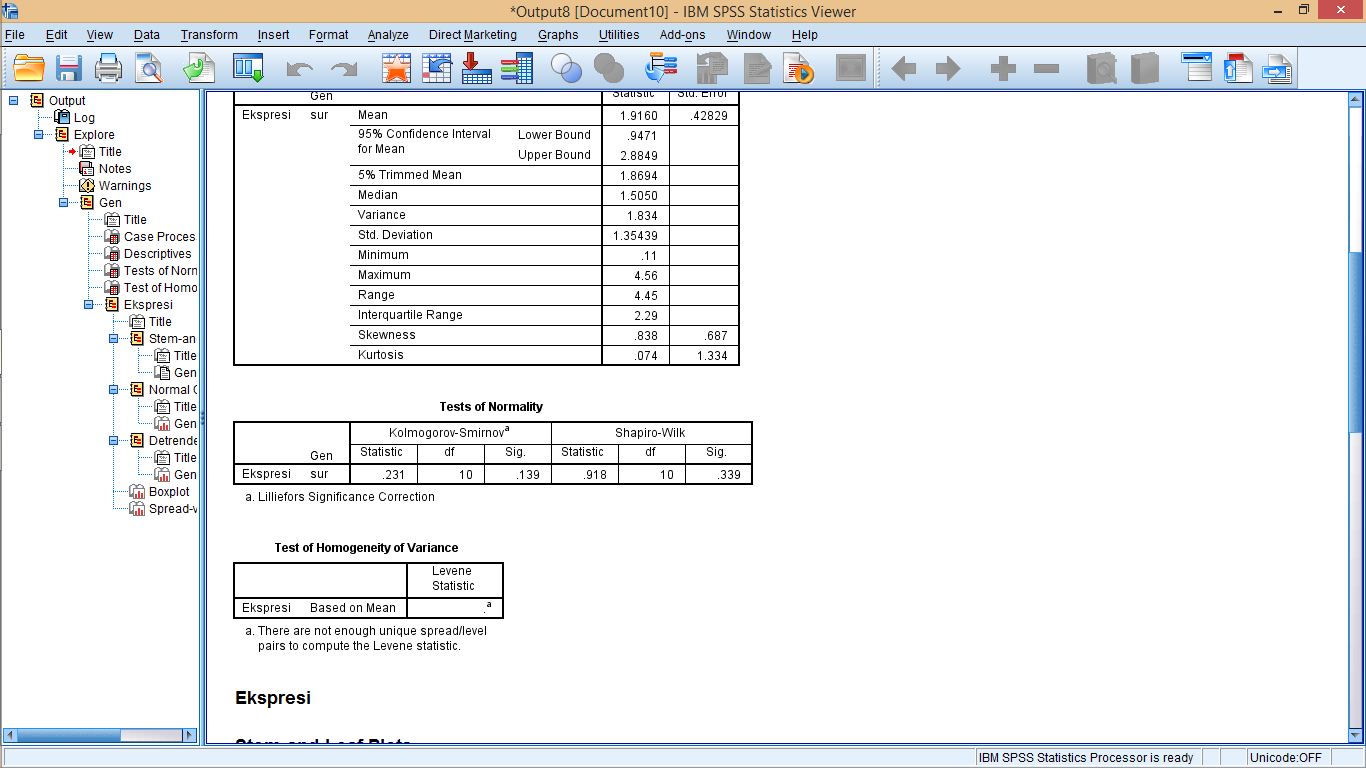 *Output8 [Document10] - IBM SPSS Statistics Viewer
File Edit View Data Transform Insert Format Analyze Direct Marketing Graphs Utilities Add-ons Window Help
Output
Log
Explore
Title
Notes
Warnings
Gen
Title
Case Proces
Descriptives
Tests of Norn
Test of Homo
Ekspresi
Title
Stem-an
Title
Gen
Normal (
Title
Gen
Detrende
Title
Gen
Boxplot
Spread-v
Gen Statistic Std. Error
Ekspresi sur Mean 1.9160 .42829
95% Confidence Interval for Mean Lower Bound .9471
Upper Bound 2.8849
5% Trimmed Mean 1.8694
Median 1.5050
Variance 1.834
Std. Deviation 1.35439
Minimum .11
Maximum 4.56
Range 4.45
Interquartile Range 2.29
Skewness .838 .687
Kurtosis .074 1.334
Tests of Normality
Kolmogorov-Smirnov^a Shapiro-Wilk
Gen Statistic df Sig. Statistic df Sig.
Ekspresi sur .231 10 .139 .918 10 .339
a. Lilliefors Significance Correction
Test of Homogeneity of Variance
Levene
Statistic
Ekspresi Based on Mean .^a
a. There are not enough unique spread/level
pairs to compute the Levene statistic.
Ekspresi
Stem-and-Leaf Plots
IBM SPSS Statistics Processor is ready Unicode:OFF